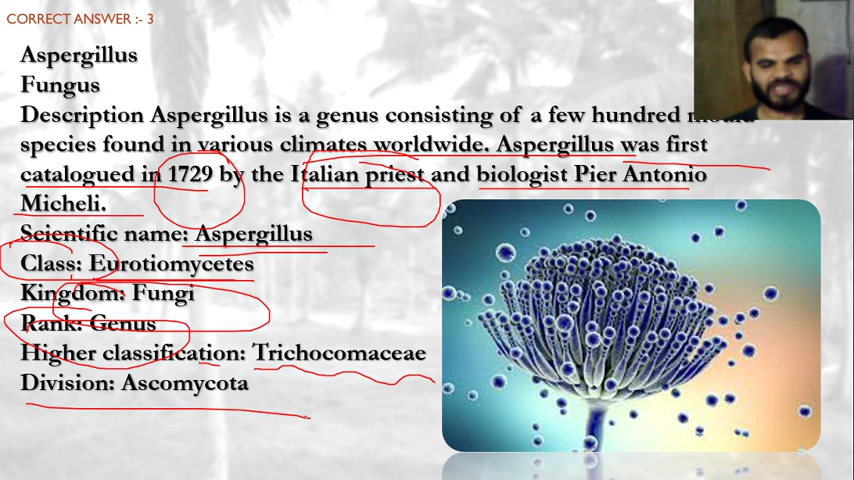 CORRECT ANSWER :- 3
Aspergillus
Fungus
Description Aspergillus is a genus consisting of a few hundred
species found in various climates worldwide. Aspergillus was first
catalogued in 1729 by the Italian priest and biologist Pier Antonio
Micheli.
Scientific name: Aspergillus
Class: Eurotiomycetes
Kingdom: Fungi
Rank: Genus
Higher classification: Trichocomaceae
Division: Ascomycota